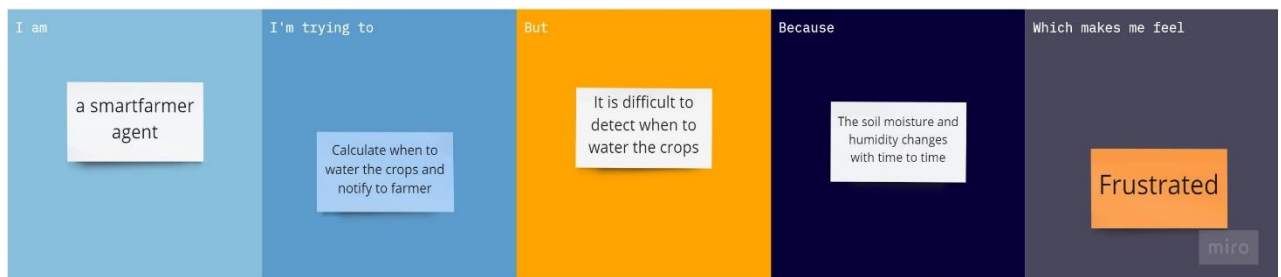 I am
a smartfarmer
agent
I'm trying to
Calculate when to
water the crops and
notify to farmer
But
It is difficult to
detect when to
water the crops
Because
The soil moisture and
humidity changes
with time to time
Which makes me feel
Frustrated
miro